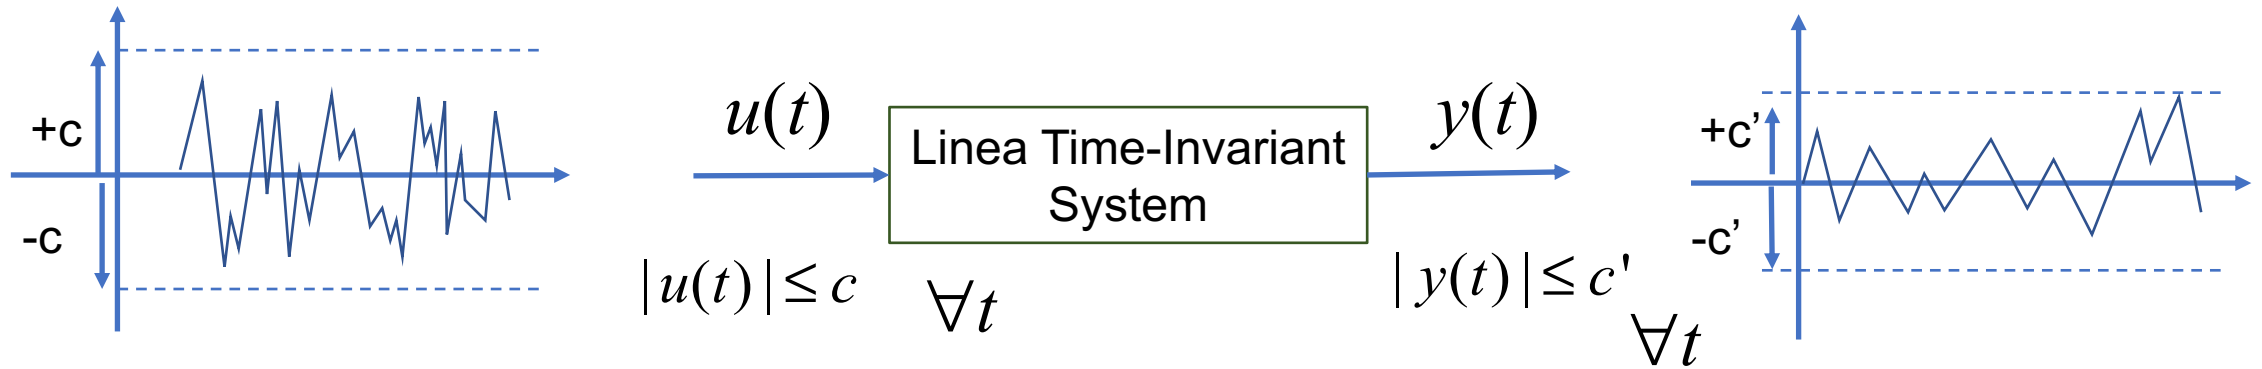 +c
-c
u(t)
|u(t)|≤c
∀t
Linea Time-Invariant
System
y(t)
|y(t)|≤c'
∀t
+c’
-c’